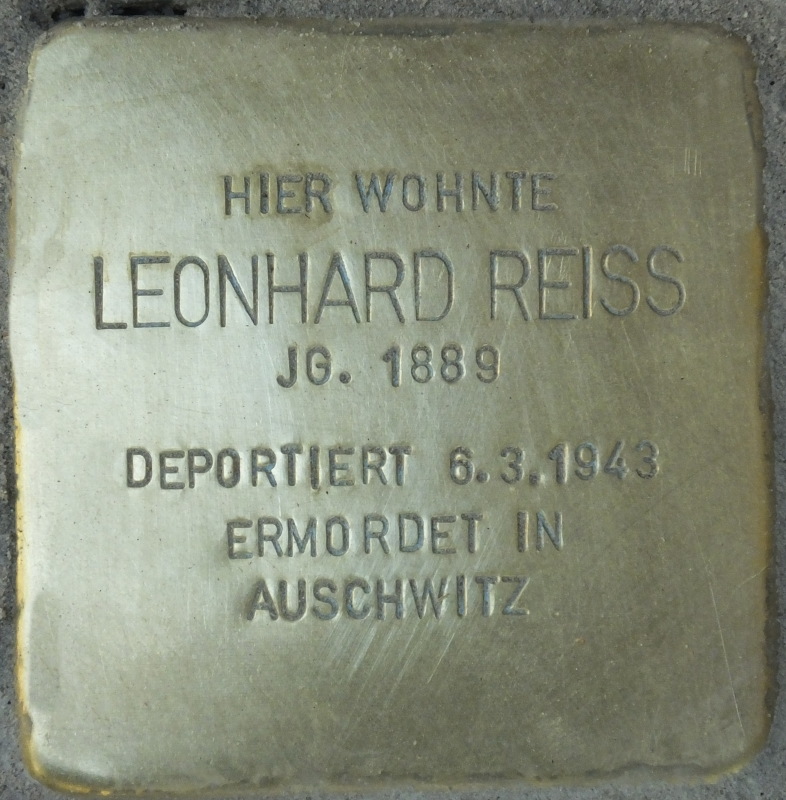 HIER WOHNTE
LEONHARD REISS
JG. 1889
DEPORTIERT 6.3.1943
ERMORDET IN
AUSCHWITZ